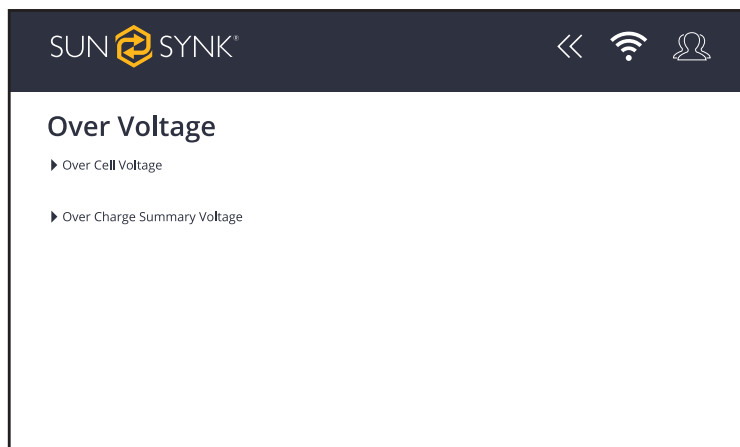 SUN SYNK®
Over Voltage
Over Cell Voltage
Over Charge Summary Voltage